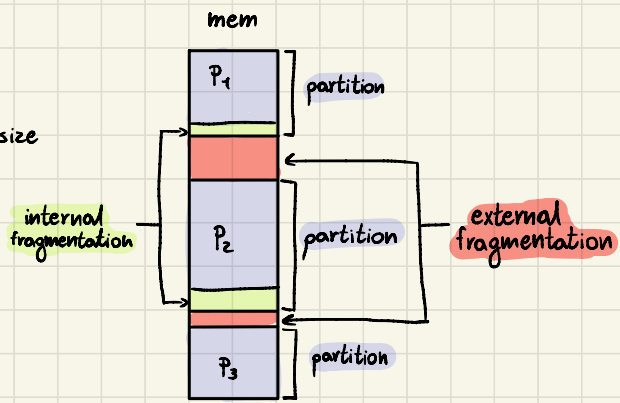 mem
P1
partition
size
internal
fragmentation
P2
partition
external
fragmentation
P3
partition